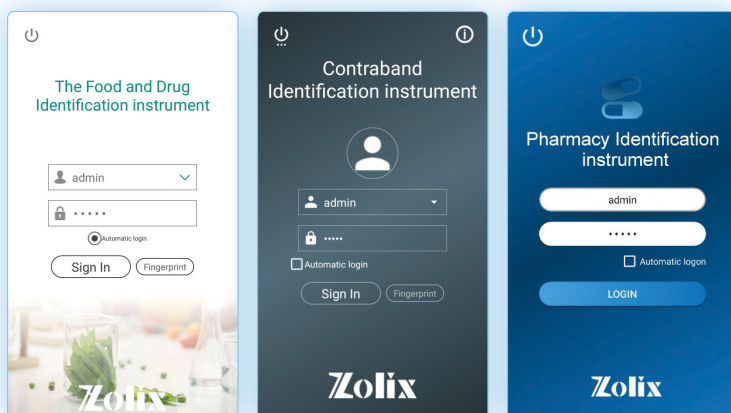 The Food and Drug
Identification instrument
admin
•••••
Automatic login
Sign In
Fingerprint
Zolix
Contraband
Identification instrument
admin
•••••
Automatic login
Sign In
Fingerprint
Zolix
Pharmacy Identification
instrument
admin
•••••
Automatic logon
LOGIN
Zolix